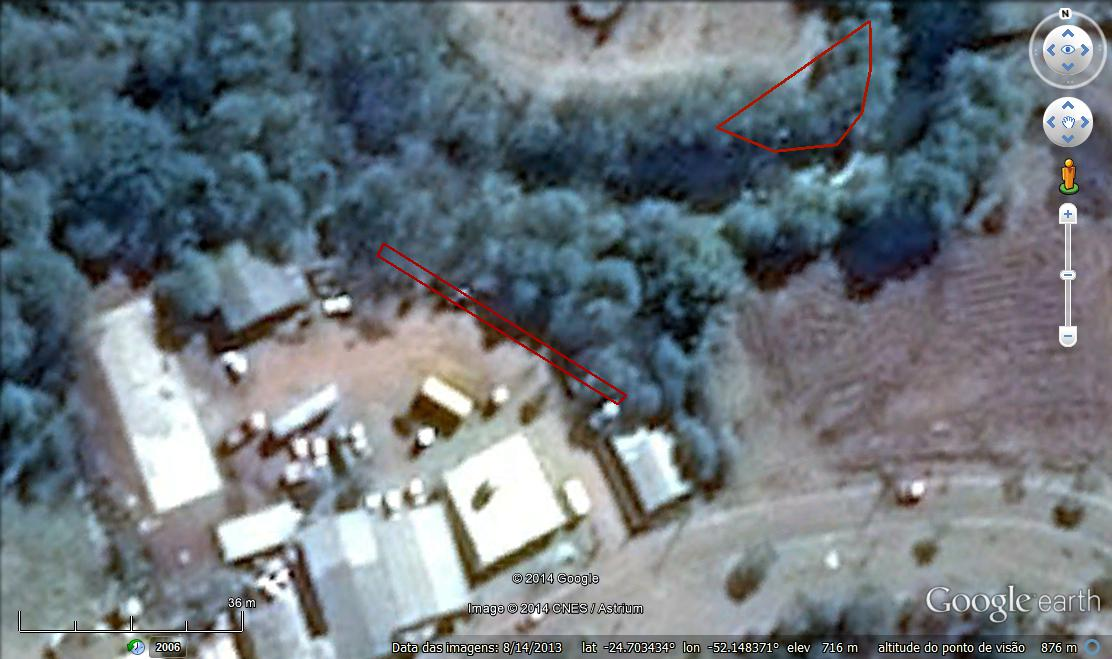 N
© 2014 Google
Image © 2014 CNES / Astrium
Google earth
36 m
2006
Data das imagens: 8/14/2013 lat -24.703434° lon -52.148371° elev 716 m altitude do ponto de visão 876 m